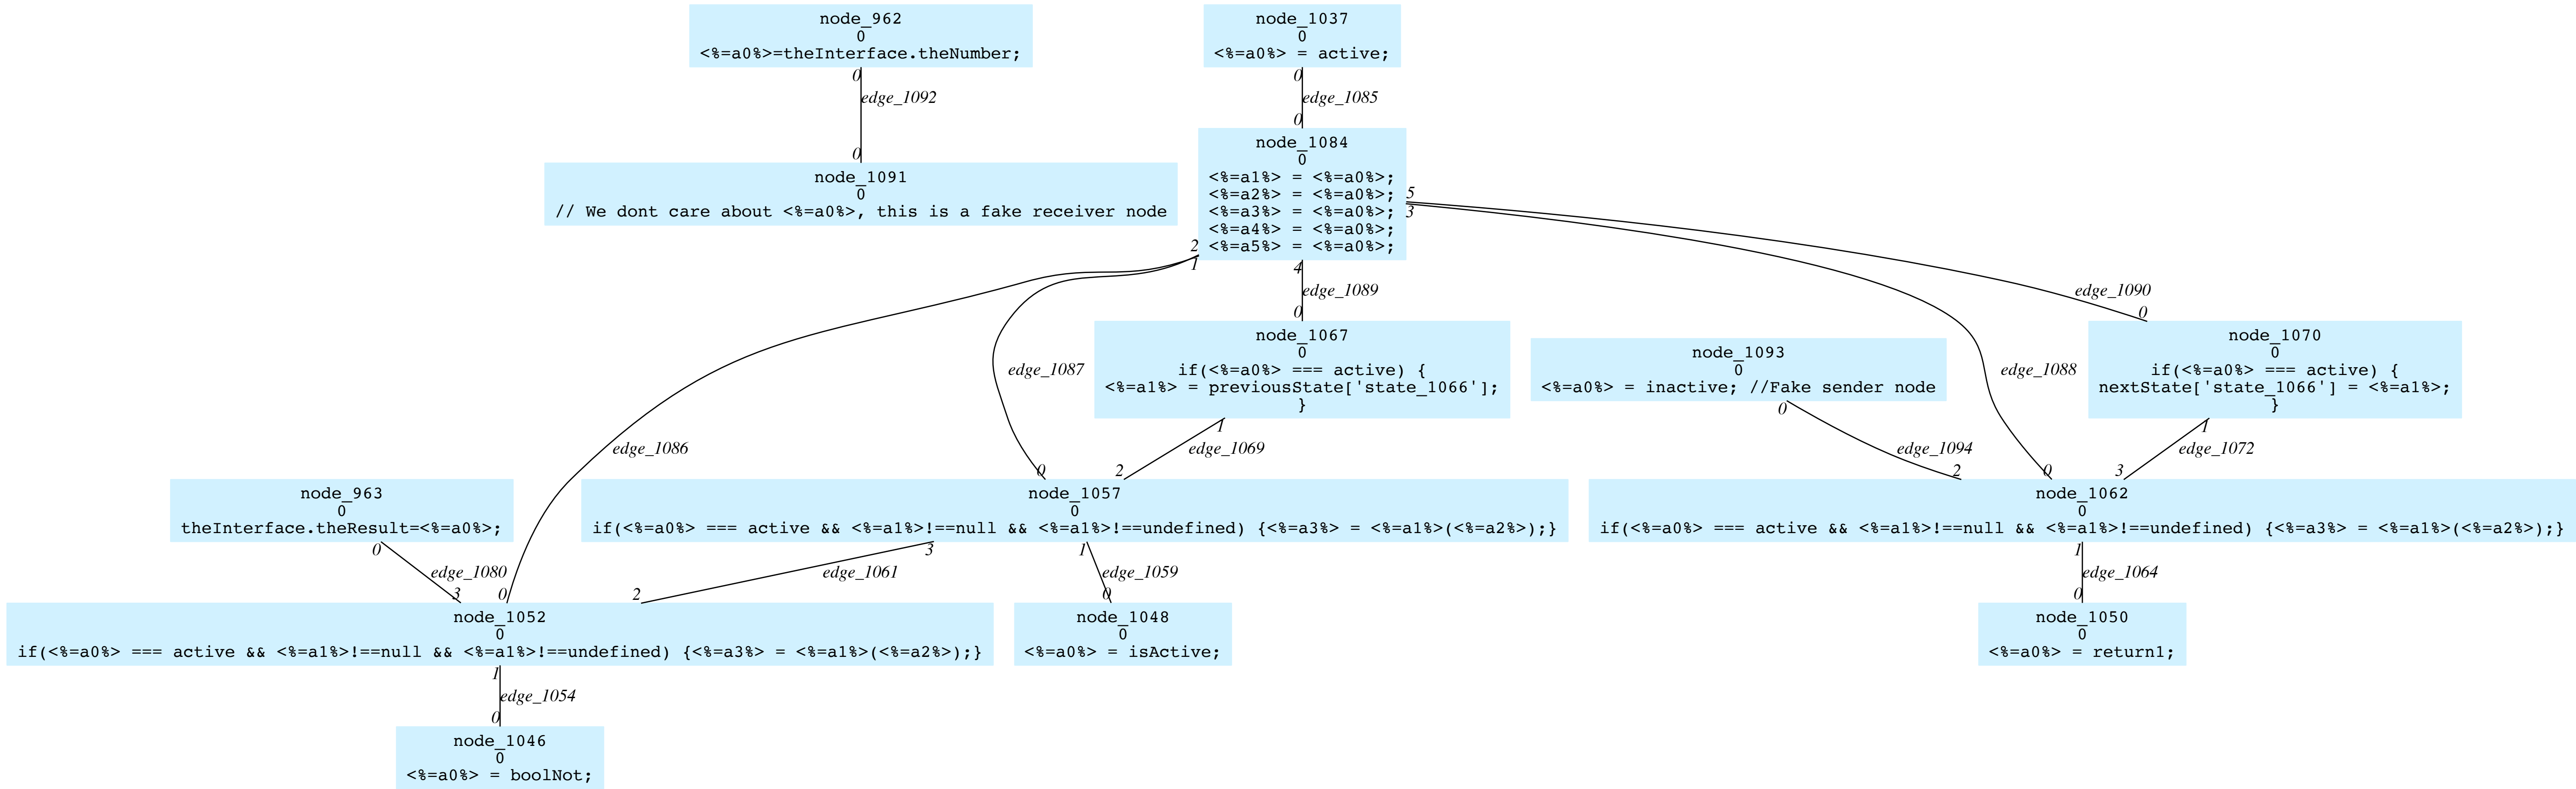 node_962
0
<%=a0%>=theInterface.theNumber;
node_1037
0
<%=a0%> = active;
0
edge_1092
0
0
edge_1085
0
node_1091
0
// We dont care about <%=a0%>, this is a fake receiver node
node_1084
0
<%=a1%> = <%=a0%>;
<%=a2%> = <%=a0%>;
<%=a3%> = <%=a0%>;
<%=a4%> = <%=a0%>;
<%=a5%> = <%=a0%>;
5
3
2
1
4
edge_1089
0
edge_1090
0
node_1067
0
if(<%=a0%> === active) {
<%=a1%> = previousState['state_1066'];
}
node_1093
0
<%=a0%> = inactive; //Fake sender node
node_1070
0
if(<%=a0%> === active) {
nextState['state_1066'] = <%=a1%>;
}
edge_1087
edge_1088
0
1
1
edge_1086
edge_1069
edge_1094
edge_1072
0
2
2
0
3
node_963
0
theInterface.theResult=<%=a0%>;
node_1057
0
if(<%=a0%> === active && <%=a1%>!==null && <%=a1%>!==undefined) {<%=a3%> = <%=a1%>(<%=a2%>);}
node_1062
0
if(<%=a0%> === active && <%=a1%>!==null && <%=a1%>!==undefined) {<%=a3%> = <%=a1%>(<%=a2%>);}
0
3
1
1
edge_1080
edge_1061
edge_1059
edge_1064
3
0
2
0
0
node_1052
0
if(<%=a0%> === active && <%=a1%>!==null && <%=a1%>!==undefined) {<%=a3%> = <%=a1%>(<%=a2%>);}
node_1048
0
<%=a0%> = isActive;
node_1050
0
<%=a0%> = return1;
1
edge_1054
0
node_1046
0
<%=a0%> = boolNot;